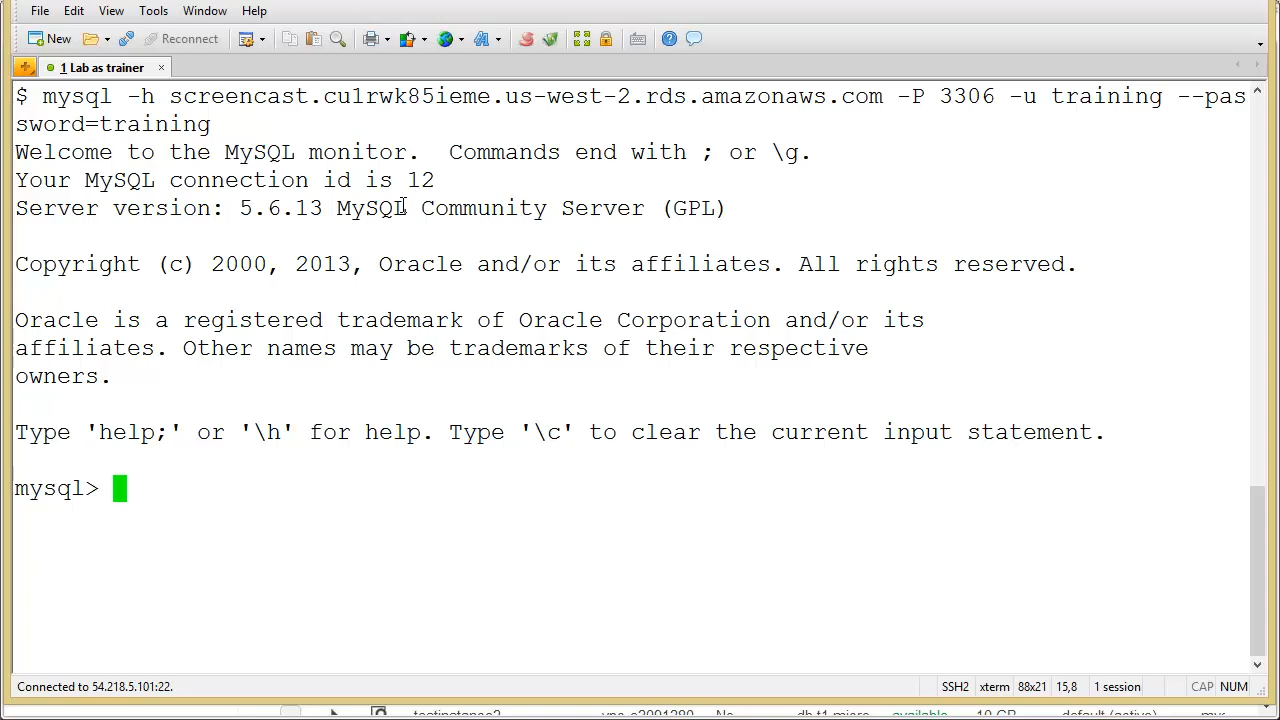 File Edit View Tools Window Help
New Reconnect
1 Lab as trainer ×
$ mysql -h screencast.cu1rwk85ieme.us-west-2.rds.amazonaws.com -P 3306 -u training --pas
sword=training
Welcome to the MySQL monitor.  Commands end with ; or \g.
Your MySQL connection id is 12
Server version: 5.6.13 MySQL Community Server (GPL)
Copyright (c) 2000, 2013, Oracle and/or its affiliates. All rights reserved.
Oracle is a registered trademark of Oracle Corporation and/or its
affiliates. Other names may be trademarks of their respective
owners.
Type 'help;' or '\h' for help. Type '\c' to clear the current input statement.
mysql>
Connected to 54.218.5.101:22. SSH2 xterm 88x21 15,8 1 session CAP NUM